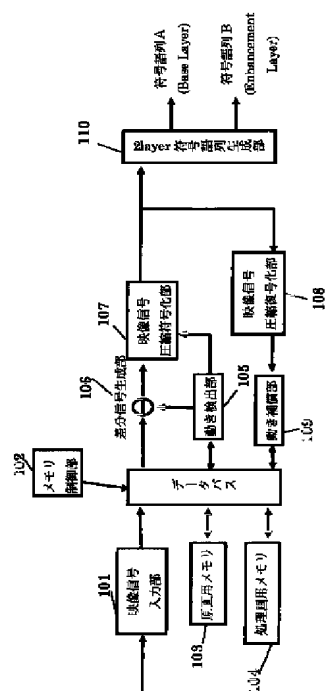 符号語列 A
(Base Layer)
符号語列 B
(Enhancement
Layer)
110
符号語列生成部
107
映像信号
圧縮符号化部
106
差分信号生成部
動き検出部
105
映像信号
圧縮復号化部
108
動き補償部
109
102
メモリ
制御部
データバス
101
映像信号
入力部
原画用メモリ
103
処理画用メモリ
104